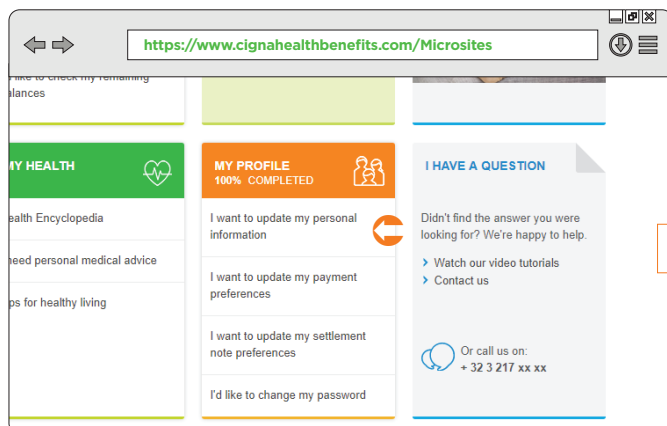 https://www.cignahealthbenefits.com/Microsites
like to check my remaining
alances
MY HEALTH
ealth Encyclopedia
need personal medical advice
ps for healthy living
MY PROFILE
100% COMPLETED
I want to update my personal
information
I want to update my payment
preferences
I want to update my settlement
note preferences
I'd like to change my password
I HAVE A QUESTION
Didn't find the answer you were
looking for? We're happy to help.
> Watch our video tutorials
> Contact us
Or call us on:
+ 32 3 217 xx xx